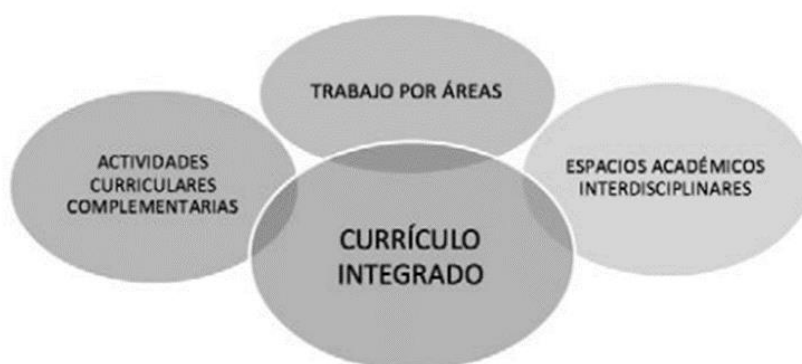 TRABAJO POR ÁREAS
ACTIVIDADES
CURRICULARES
COMPLEMENTARIAS
ESPACIOS ACADÉMICOS
INTERDISCIPLINARES
CURRÍCULO
INTEGRADO